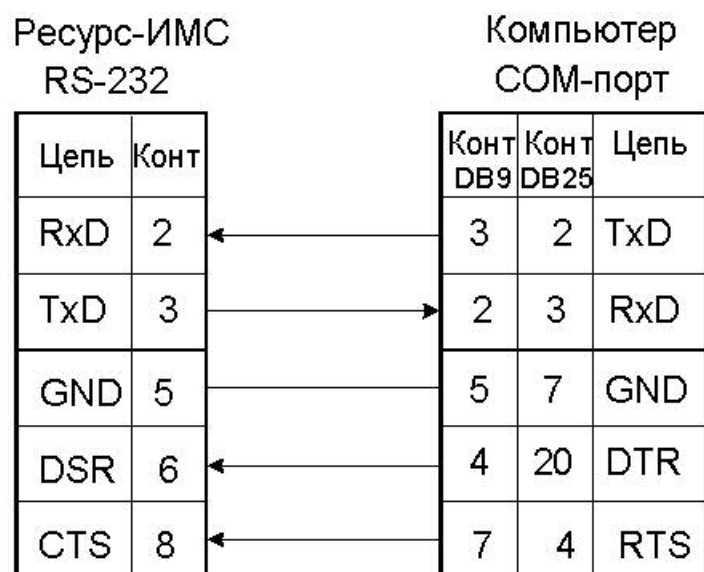 Ресурс-ИМС Компьютер
RS-232 COM-порт
Цепь Конт Конт Конт Цепь
DB9 DB25
RxD 2 3 2 TxD
TxD 3 2 3 RxD
GND 5 5 7 GND
DSR 6 4 20 DTR
CTS 8 7 4 RTS